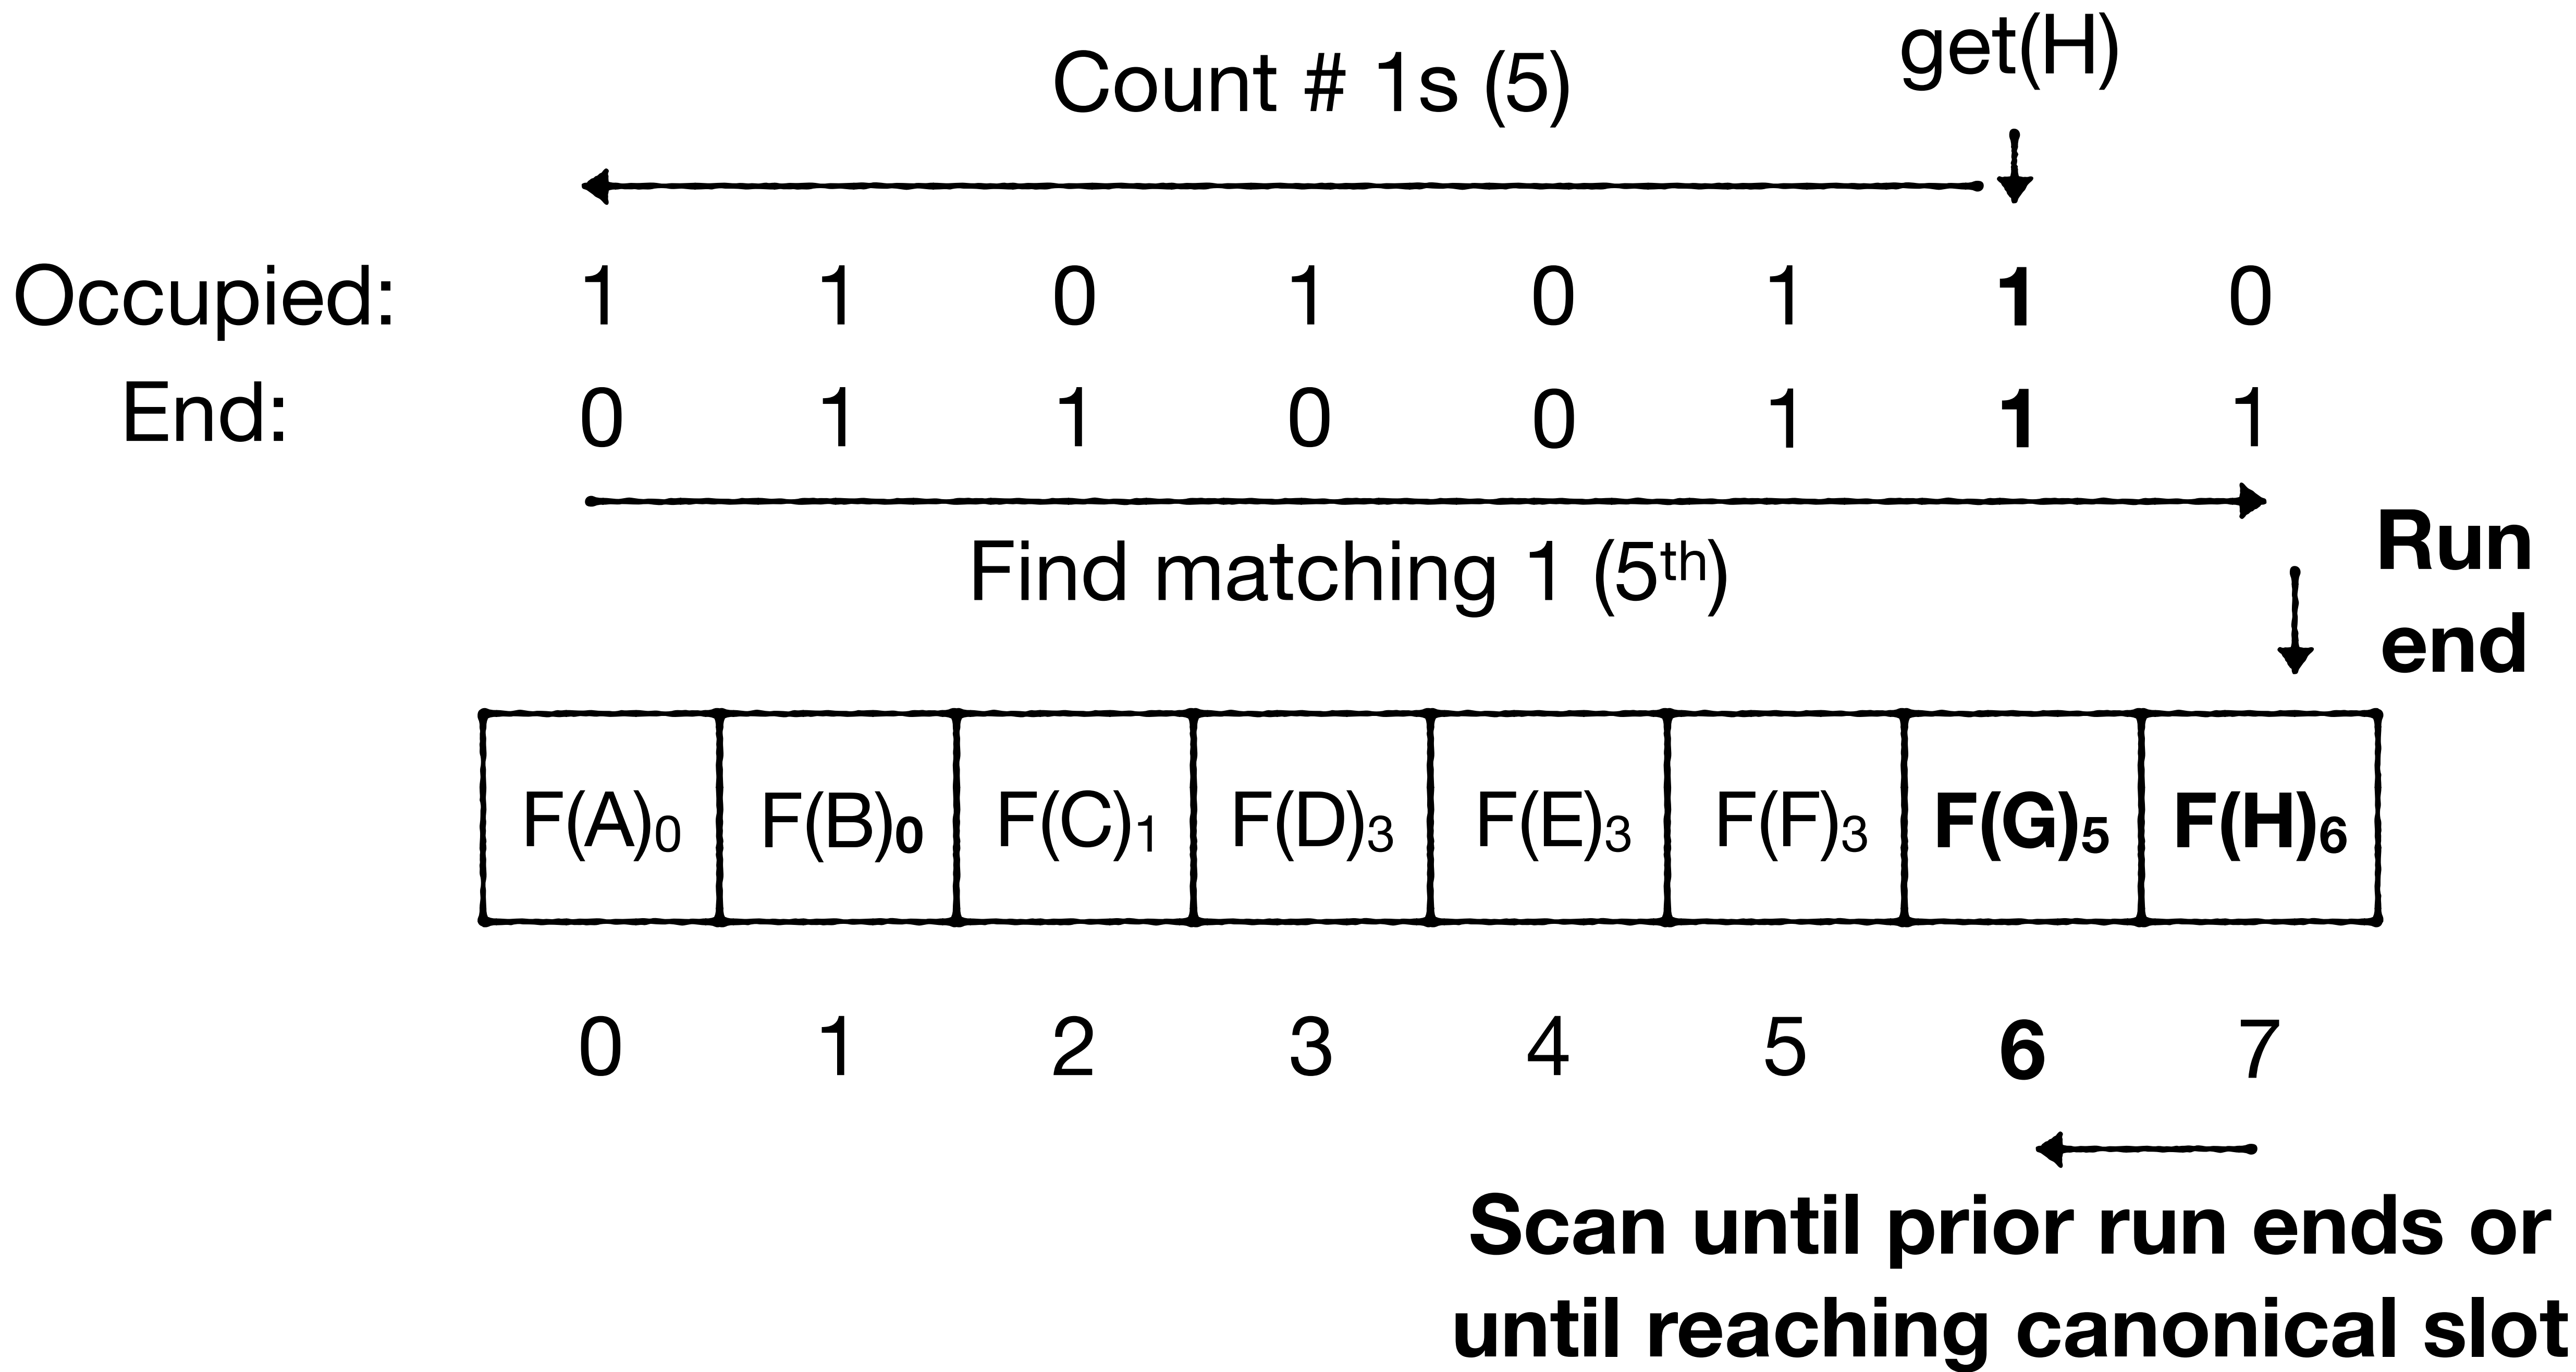 get(H)
Count # 1s (5)
Occupied: 1 1 0 1 0 1 1 0
End: 0 1 1 0 0 1 1 1
Find matching 1 (5th)
Run
end
F(A)0 F(B)0 F(C)1 F(D)3 F(E)3 F(F)3 F(G)5 F(H)6
0 1 2 3 4 5 6 7
Scan until prior run ends or
until reaching canonical slot